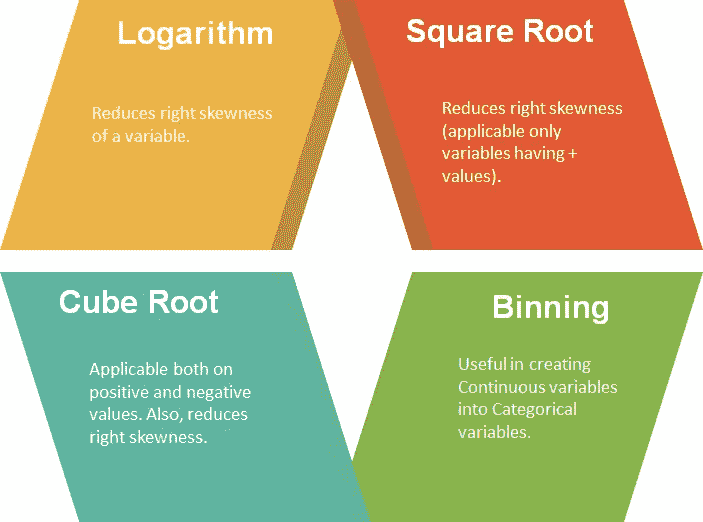 Logarithm
Reduces right skewness
of a variable.
Square Root
Reduces right skewness
(applicable only
variables having +
values).
Cube Root
Applicable both on
positive and negative
values. Also, reduces
right skewness.
Binning
Useful in creating
Continuous variables
into Categorical
variables.